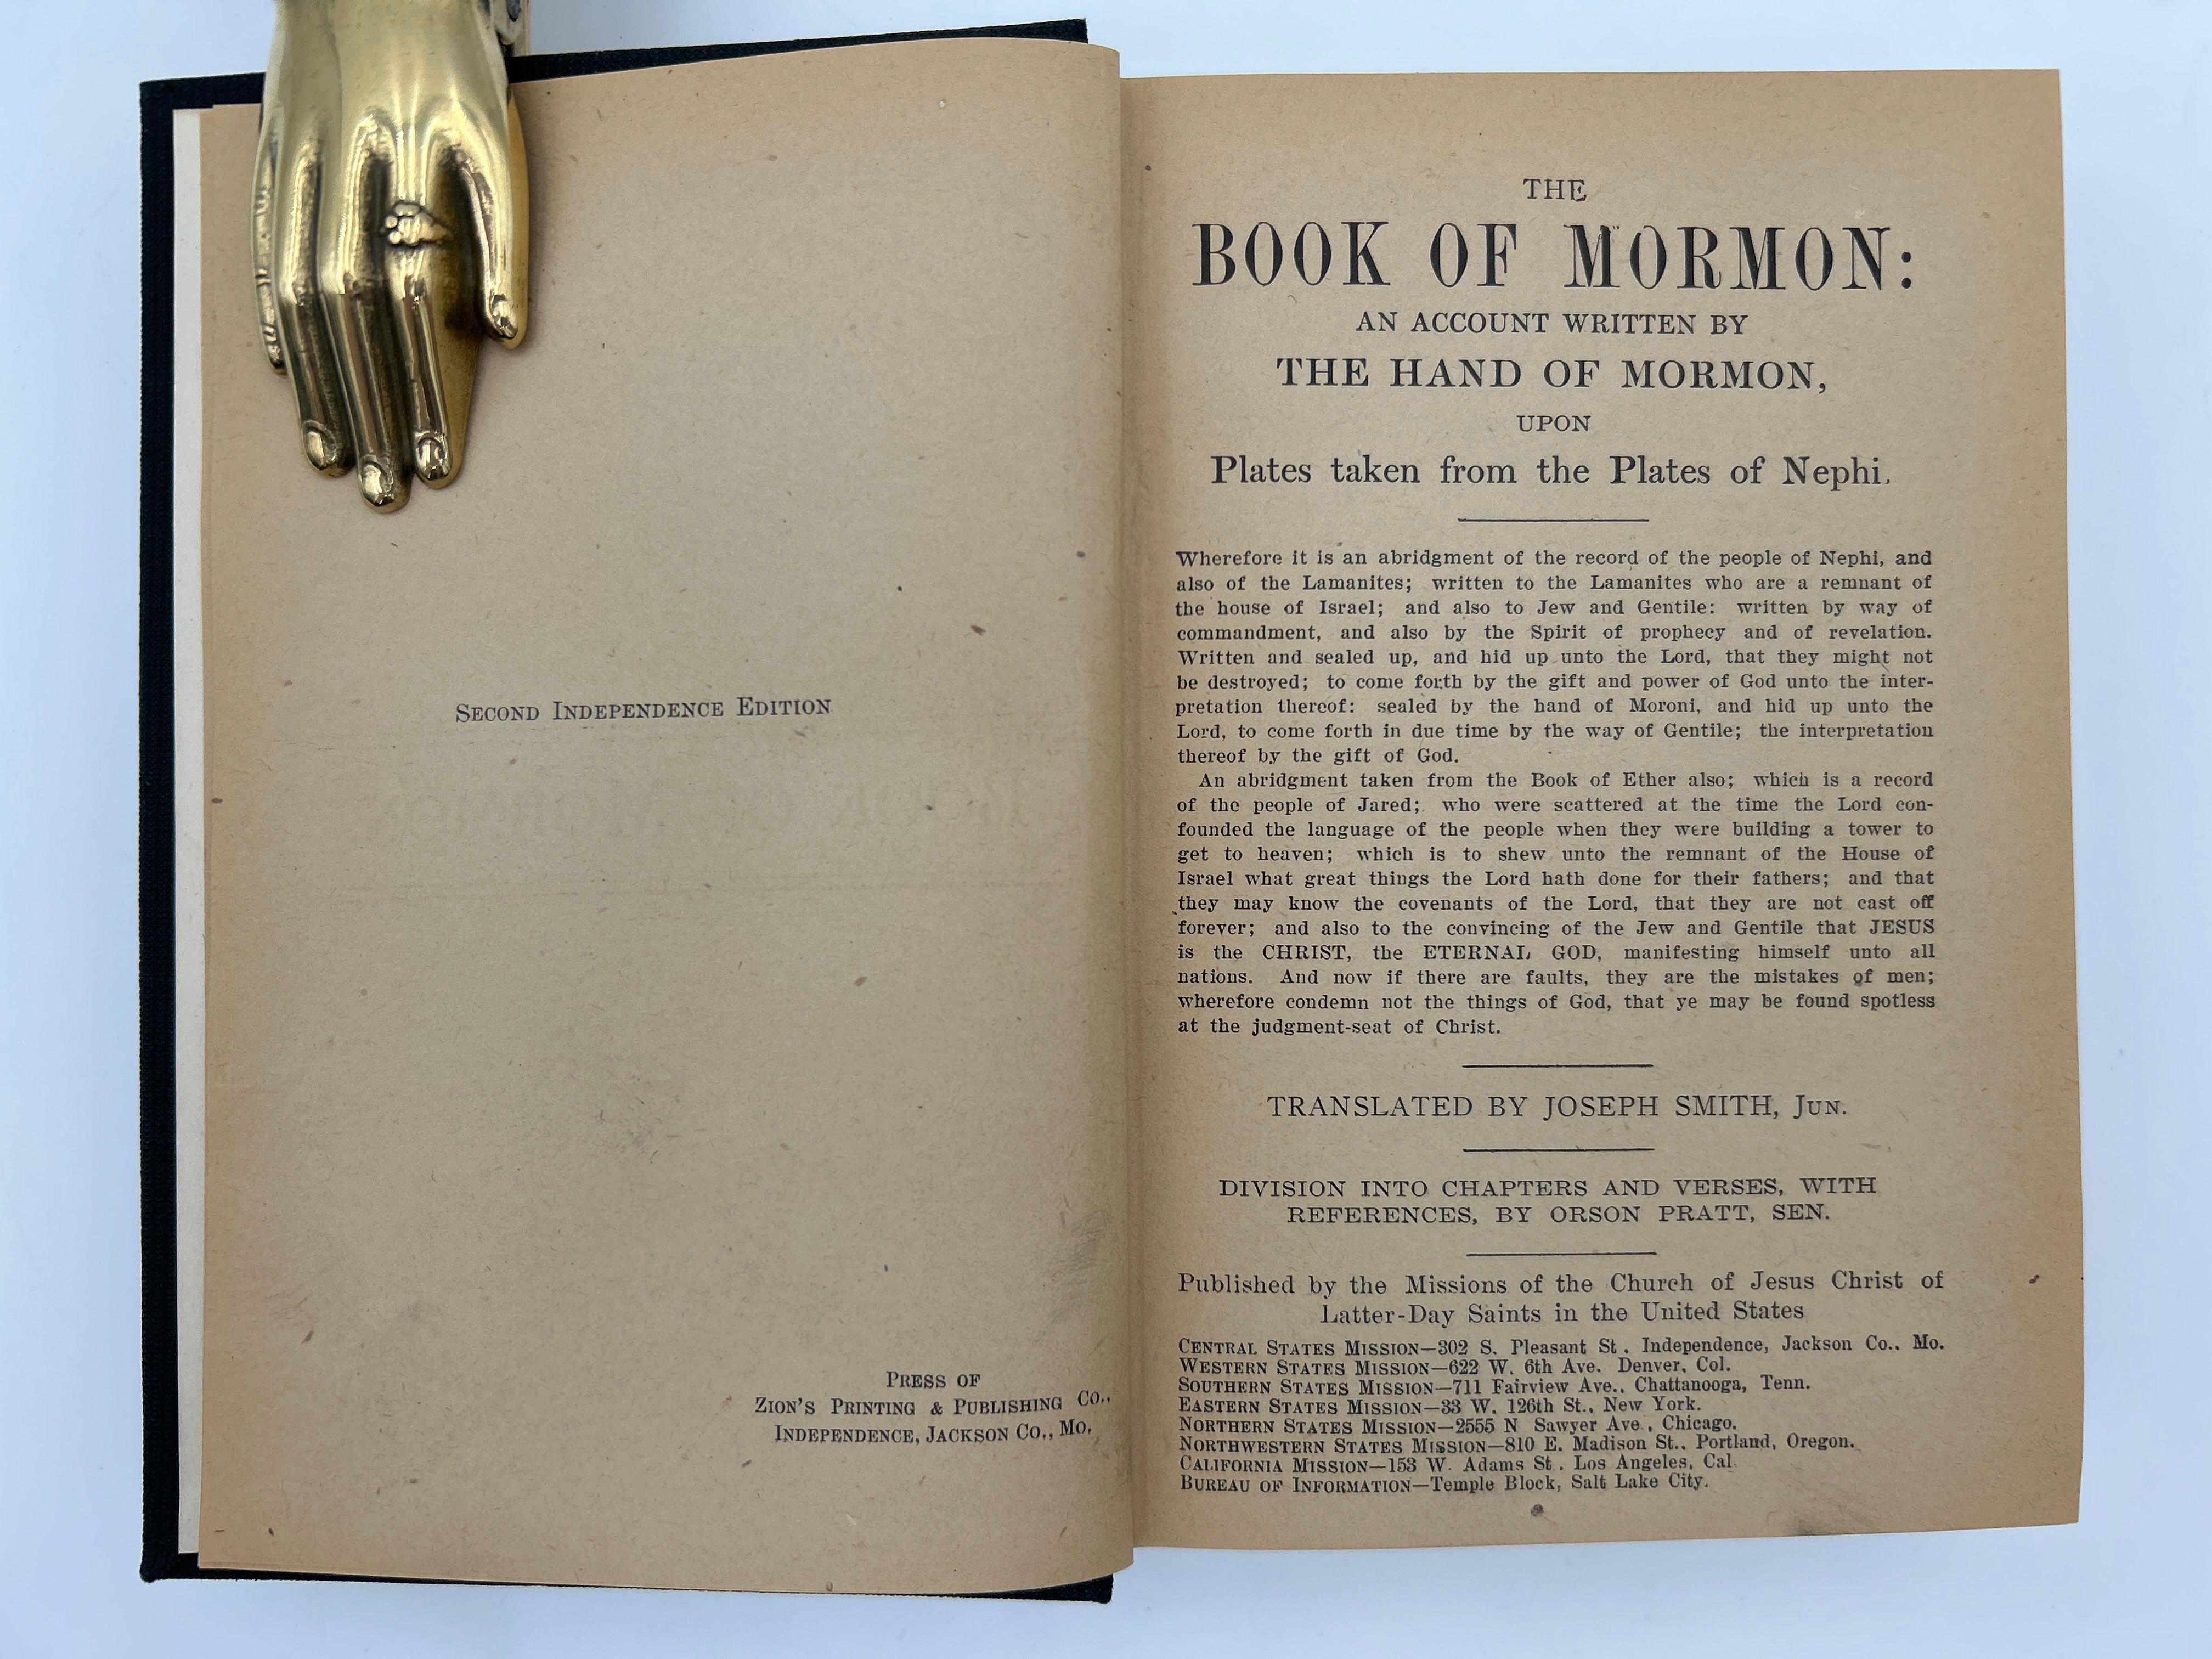 SECOND INDEPENDENCE EDITION
PRESS OF
ZION'S PRINTING & PUBLISHING CO.,
INDEPENDENCE, JACKSON CO., MO.
THE
BOOK OF MORMON:
AN ACCOUNT WRITTEN BY
THE HAND OF MORMON,
UPON
Plates taken from the Plates of Nephi.
Wherefore it is an abridgment of the record of the people of Nephi, and
also of the Lamanites; written to the Lamanites who are a remnant of
the house of Israel; and also to Jew and Gentile: written by way of
commandment, and also by the Spirit of prophecy and of revelation.
Written and sealed up, and hid up unto the Lord, that they might not
be destroyed; to come forth by the gift and power of God unto the inter-
pretation thereof: sealed by the hand of Moroni, and hid up unto the
Lord, to come forth in due time by the way of Gentile; the interpretation
thereof by the gift of God.
An abridgment taken from the Book of Ether also; which is a record
of the people of Jared; who were scattered at the time the Lord con-
founded the language of the people when they were building a tower to
get to heaven; which is to shew unto the remnant of the House of
Israel what great things the Lord hath done for their fathers; and that
they may know the covenants of the Lord, that they are not cast off
forever; and also to the convincing of the Jew and Gentile that JESUS
is the CHRIST, the ETERNAL GOD, manifesting himself unto all
nations. And now if there are faults, they are the mistakes of men;
wherefore condemn not the things of God, that ye may be found spotless
at the judgment-seat of Christ.
TRANSLATED BY JOSEPH SMITH, JUN.
DIVISION INTO CHAPTERS AND VERSES, WITH
REFERENCES, BY ORSON PRATT, SEN.
Published by the Missions of the Church of Jesus Christ of
Latter-Day Saints in the United States
CENTRAL STATES MISSION—302 S. Pleasant St. Independence, Jackson Co., Mo.
WESTERN STATES MISSION—622 W. 6th Ave. Denver, Col.
SOUTHERN STATES MISSION—711 Fairview Ave., Chattanooga, Tenn.
EASTERN STATES MISSION—33 W. 126th St., New York.
NORTHERN STATES MISSION—2555 N Sawyer Ave., Chicago.
NORTHWESTERN STATES MISSION—810 E. Madison St., Portland, Oregon.
CALIFORNIA MISSION—153 W. Adams St. Los Angeles, Cal.
BUREAU OF INFORMATION—Temple Block, Salt Lake City.